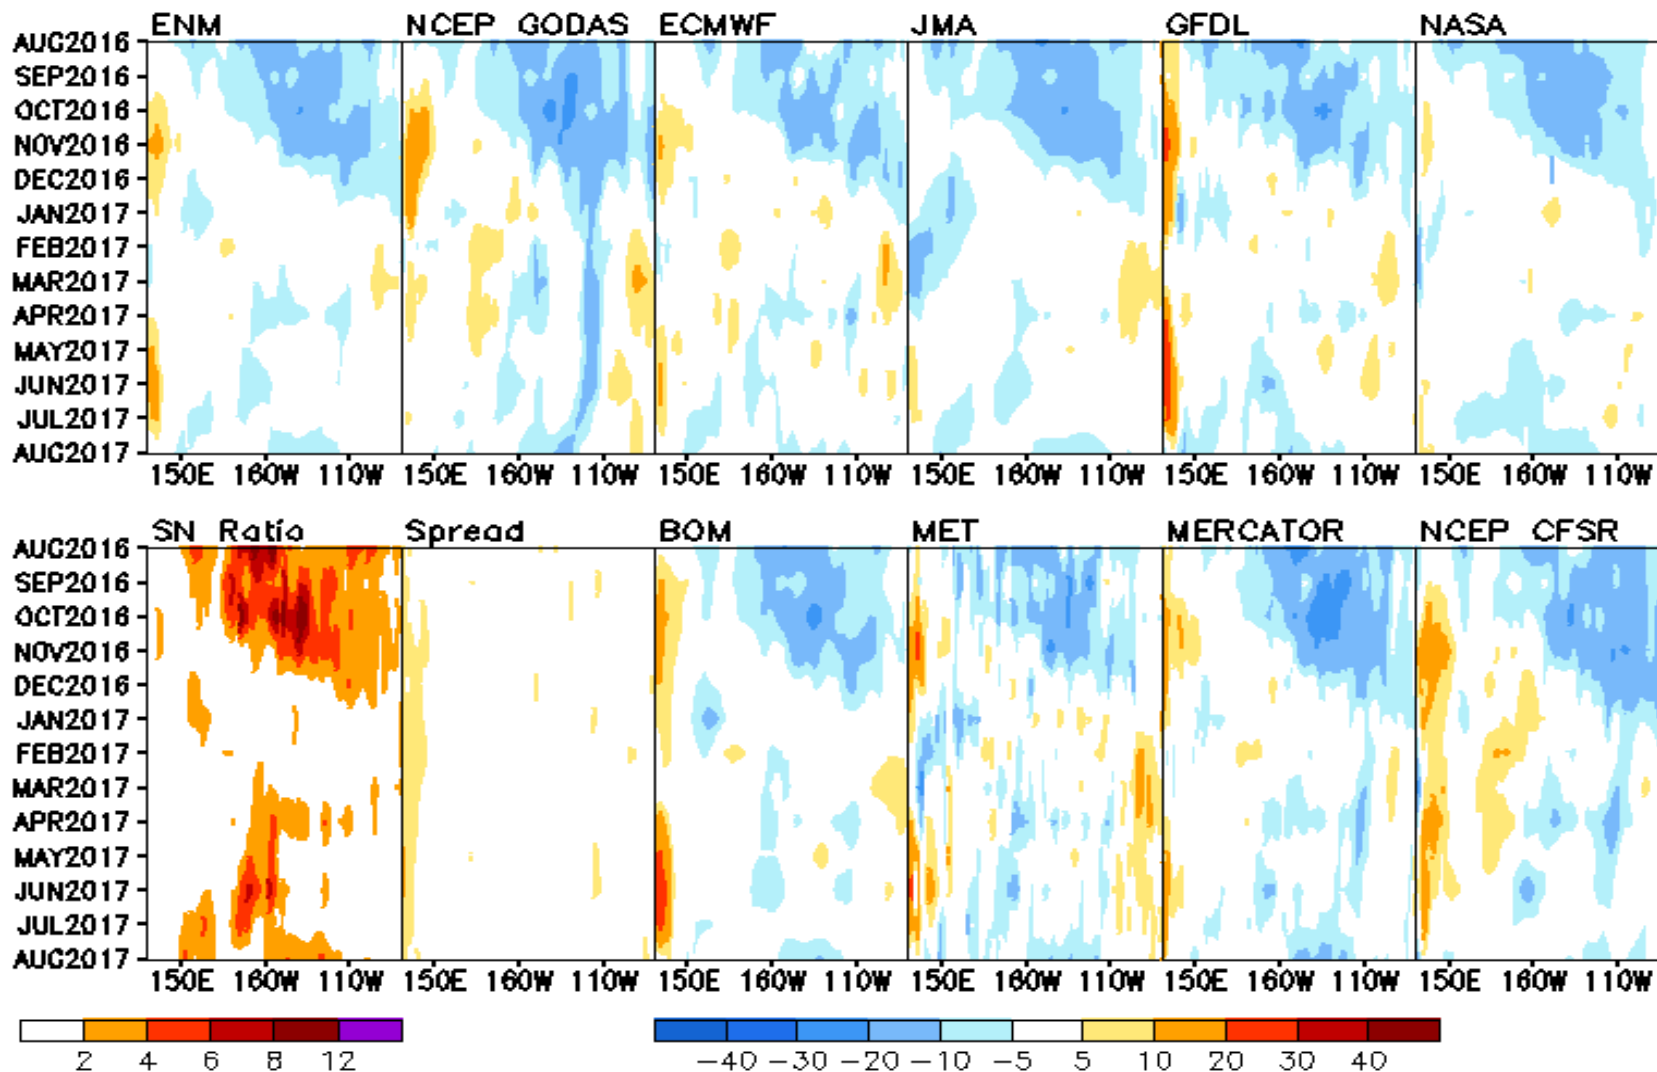 ENM NCEP GODAS ECMWF JMA GFDL NASA
AUG2016
SEP2016
OCT2016
NOV2016
DEC2016
JAN2017
FEB2017
MAR2017
APR2017
MAY2017
JUN2017
JUL2017
AUG2017
150E 160W 110W 150E 160W 110W 150E 160W 110W 150E 160W 110W 150E 160W 110W 150E 160W 110W
SN Ratio Spread BOM MET MERCATOR NCEP CFSR
AUG2016
SEP2016
OCT2016
NOV2016
DEC2016
JAN2017
FEB2017
MAR2017
APR2017
MAY2017
JUN2017
JUL2017
AUG2017
150E 160W 110W 150E 160W 110W 150E 160W 110W 150E 160W 110W 150E 160W 110W 150E 160W 110W
2 4 6 8 12 -40 -30 -20 -10 -5 5 10 20 30 40